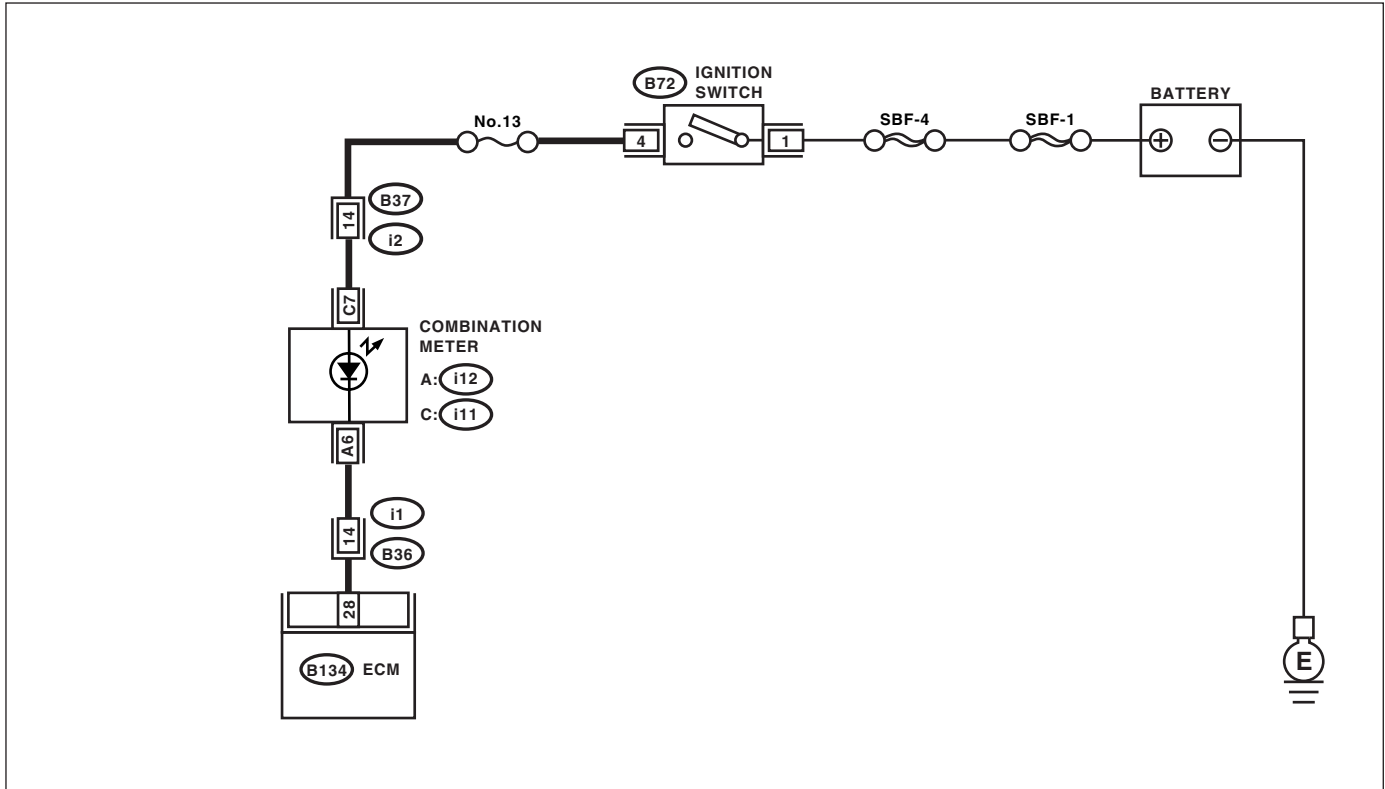 B72
IGNITION
SWITCH
BATTERY
No.13
SBF-4
SBF-1
4
1
+
−
14
B37
i2
C7
COMBINATION
METER
A: i12
C: i11
A6
14
i1
B36
28
B134 ECM
E